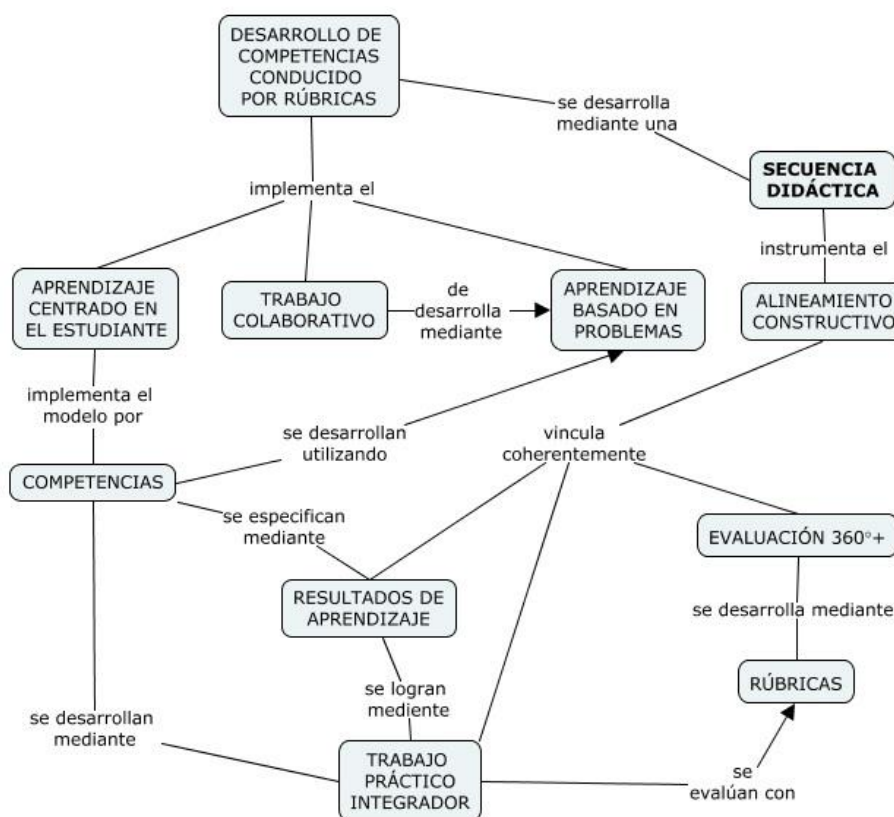 DESARROLLO DE
COMPETENCIAS
CONDUCIDO
POR RÚBRICAS
se desarrolla
mediante una
SECUENCIA
DIDÁCTICA
implementa el
instrumenta el
APRENDIZAJE
CENTRADO EN
EL ESTUDIANTE
TRABAJO
COLABORATIVO
de
desarrolla
mediante
APRENDIZAJE
BASADO EN
PROBLEMAS
ALINEAMIENTO
CONSTRUCTIVO
implementa el
modelo por
se desarrollan
utilizando
vincula
coherentemente
COMPETENCIAS
se especifican
mediante
EVALUACIÓN 360°+
RESULTADOS DE
APRENDIZAJE
se desarrolla mediante
RÚBRICAS
se logran
mediente
se desarrollan
mediante
TRABAJO
PRÁCTICO
INTEGRADOR
se
evalúan con